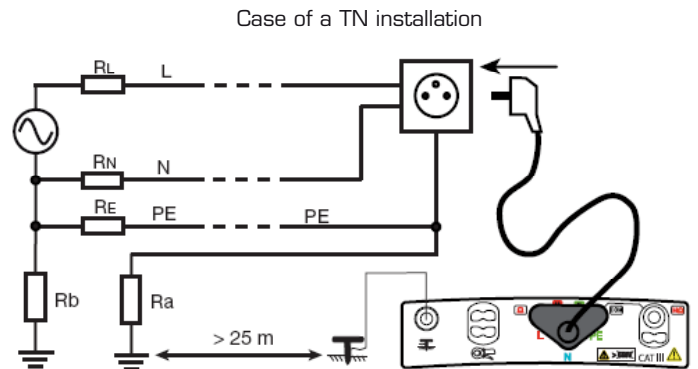 Case of a TN installation
RL L
RN N
RE PE PE
Rb Ra
> 25 m
L PE
N
CAT III